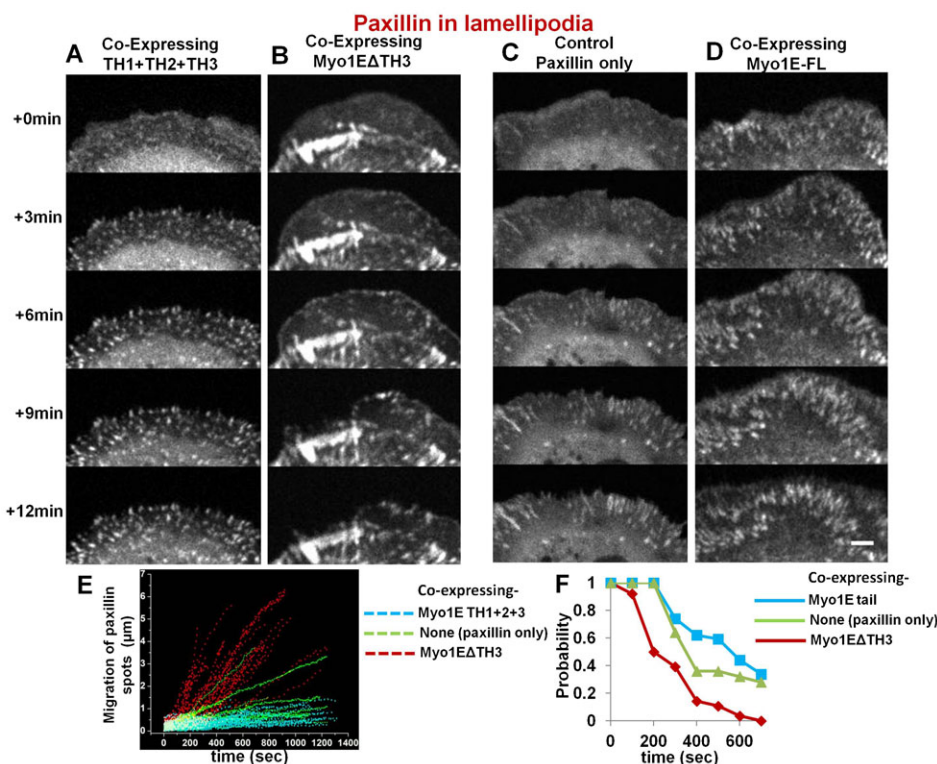 Paxillin in lamellipodia
A
Co-Expressing
TH1+TH2+TH3
B
Co-Expressing
Myo1EΔTH3
C
Control
Paxillin only
D
Co-Expressing
Myo1E-FL
+0min
+3min
+6min
+9min
+12min
E
Migration of paxillin
spots (μm)
7
6
5
4
3
2
1
0
0 200 400 600 800 1000 1200 1400
time (sec)
Co-expressing-
Myo1E TH1+2+3
None (paxillin only)
Myo1EΔTH3
F
Probability
1
0.8
0.6
0.4
0.2
0
0 200 400 600
time (sec)
Co-expressing-
Myo1E tail
None (paxillin only)
Myo1EΔTH3